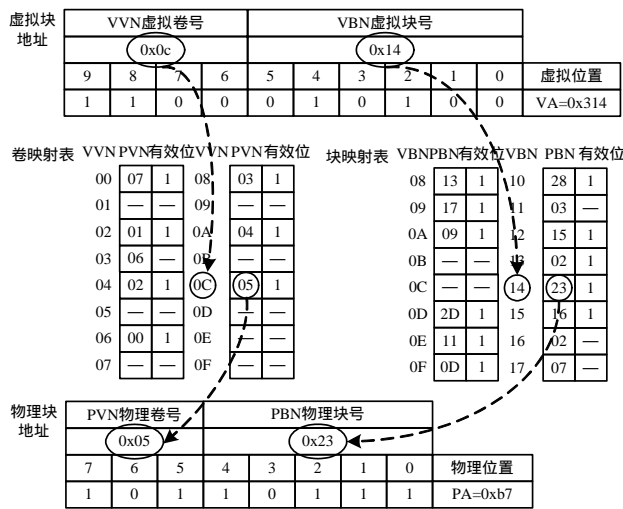 虚拟块地址 VVN虚拟卷号 VBN虚拟块号
0x0c 0x14
9 8 7 6 5 4 3 2 1 0 虚拟位置
1 1 0 0 0 1 0 1 0 0 VA=0x314
卷映射表 VVN PVN 有效位 VVN PVN 有效位
00 07 1 08 03 1
01 — — 09 — —
02 01 1 0A 04 1
03 06 — 0B — —
04 02 1 0C 05 1
05 — — 0D — —
06 00 1 0E — —
07 — — 0F — —
块映射表 VBN PBN 有效位 VBN PBN 有效位
08 13 1 10 28 1
09 17 1 11 03 —
0A 09 1 12 15 1
0B — — 13 02 1
0C — — 14 23 1
0D 2D 1 15 16 1
0E 11 1 16 02 —
0F 0D 1 17 07 —
物理块地址 PVN物理卷号 PBN物理块号
0x05 0x23
7 6 5 4 3 2 1 0 物理位置
1 0 1 1 0 1 1 1 PA=0xb7